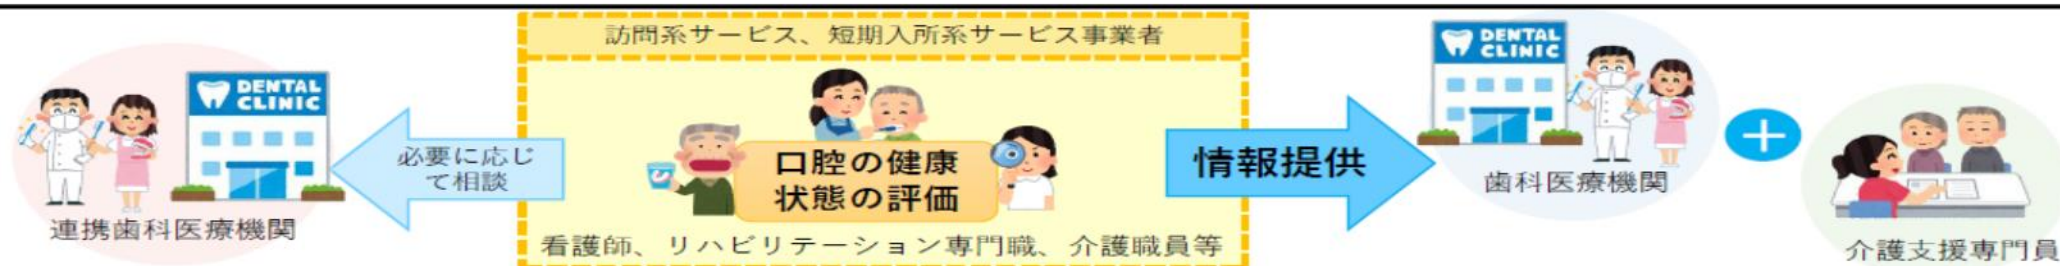 訪問系サービス、短期入所系サービス事業者
DENTAL
CLINIC
必要に応じ
て相談
連携歯科医療機関
口腔の健康
状態の評価
看護師、リハビリテーション専門職、介護職員等
情報提供
DENTAL
CLINIC
歯科医療機関
+
介護支援専門員